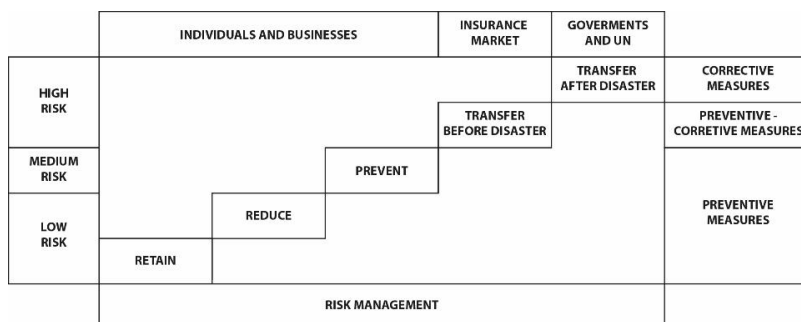 INDIVIDUALS AND BUSINESSES
INSURANCE
MARKET
GOVERMENTS
AND UN
HIGH
RISK
TRANSFER
AFTER DISASTER
CORRECTIVE
MEASURES
TRANSFER
BEFORE DISASTER
PREVENTIVE -
CORRETIVE MEASURES
MEDIUM
RISK
PREVENT
LOW
RISK
REDUCE
PREVENTIVE
MEASURES
RETAIN
RISK MANAGEMENT